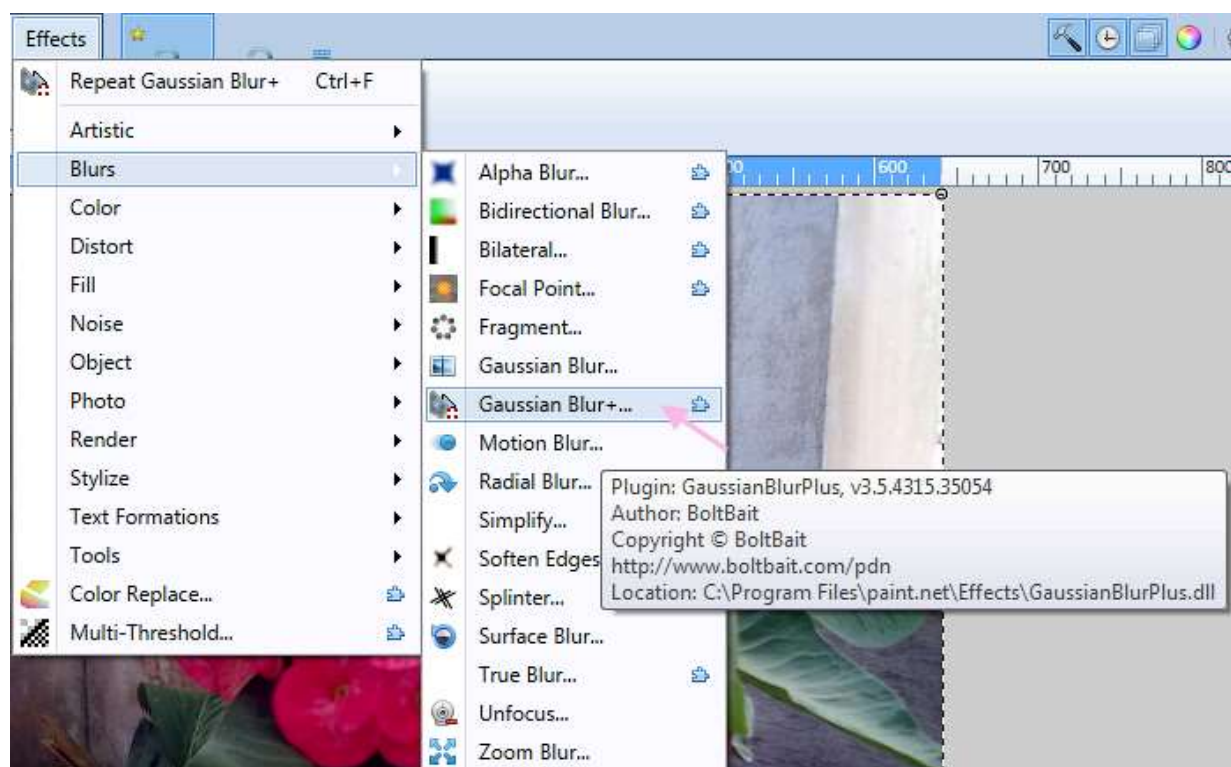 Effects
Repeat Gaussian Blur+ Ctrl+F
Artistic
Blurs
Color
Distort
Fill
Noise
Object
Photo
Render
Stylize
Text Formations
Tools
Color Replace...
Multi-Threshold...
Alpha Blur...
Bidirectional Blur...
Bilateral...
Focal Point...
Fragment...
Gaussian Blur...
Gaussian Blur+...
Motion Blur...
Radial Blur...
Simplify...
Soften Edges
Splinter...
Surface Blur...
True Blur...
Unfocus...
Zoom Blur...
600 700 800
Plugin: GaussianBlurPlus, v3.5.4315.35054
Author: BoltBait
Copyright © BoltBait
http://www.boltbait.com/pdn
Location: C:\Program Files\paint.net\Effects\GaussianBlurPlus.dll